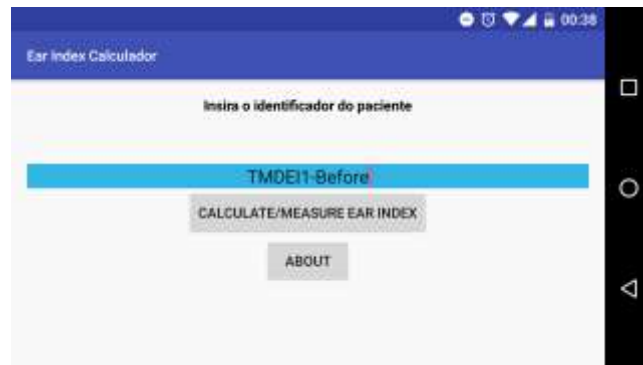 00:38
Ear Index Calculador
Insira o identificador do paciente
TMDEI1-Before
CALCULATE/MEASURE EAR INDEX
ABOUT